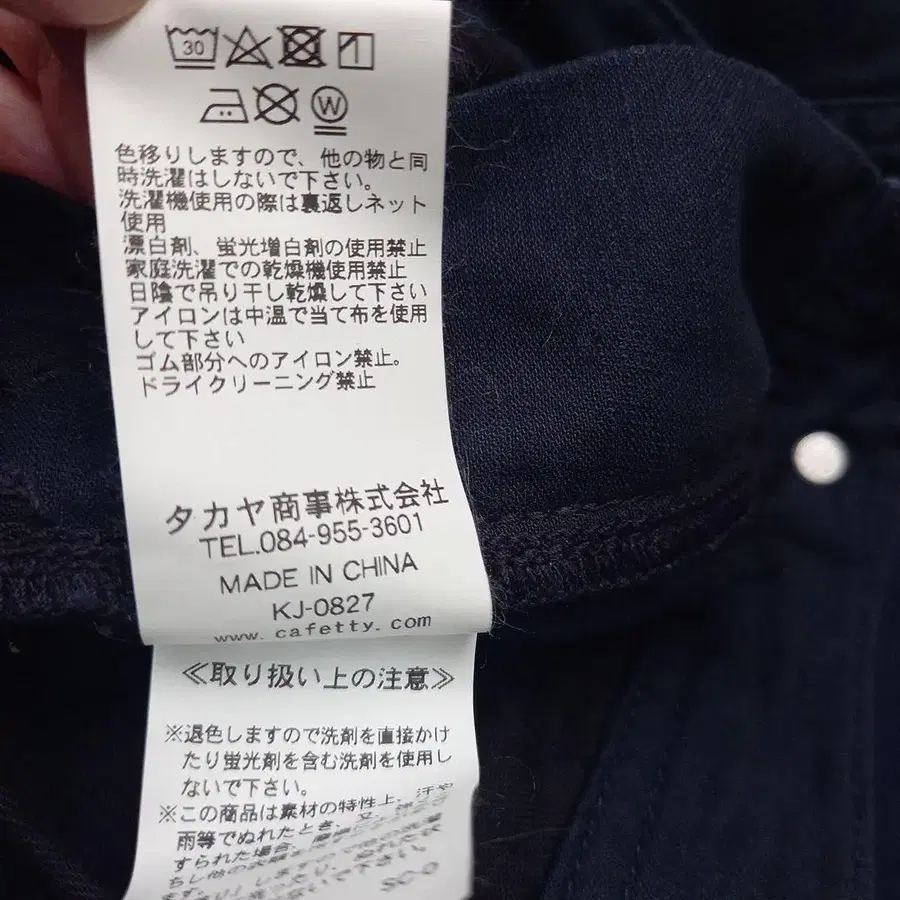 30
W
色移りしますので、他の物と同
時洗濯はしないで下さい。
洗濯機使用の際は裏返しネット
使用
漂白剤、蛍光増白剤の使用禁止
家庭洗濯での乾燥機使用禁止
日陰で吊り干し乾燥して下さい
アイロンは中温で当て布を使用
して下さい
ゴム部分へのアイロン禁止。
ドライクリーニング禁止
タカヤ商事株式会社
TEL.084-955-3601
MADE IN CHINA
KJ-0827
www.cafetty.com
≪取り扱い上の注意≫
※退色しますので洗剤を直接かけ
たり蛍光剤を含む洗剤を使用し
ないで下さい。
※この商品は素材の特性上、汗や
雨等でぬれたとき、又、
すられた場合、